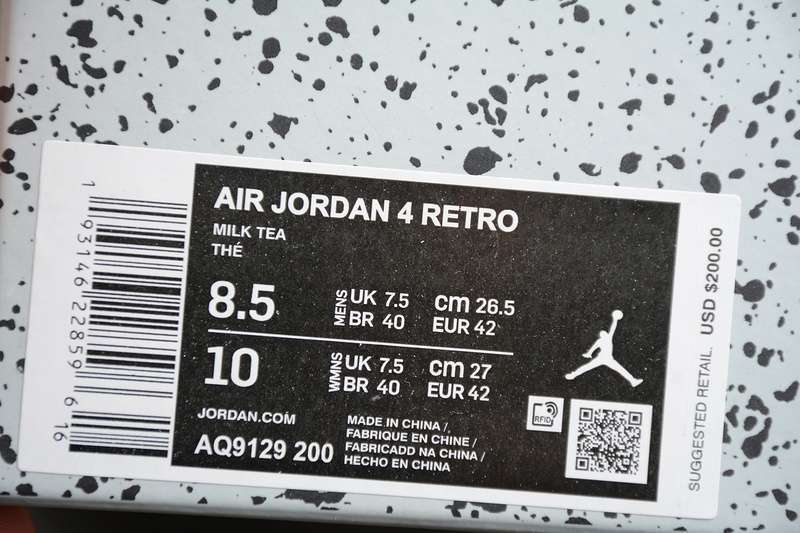 AIR JORDAN 4 RETRO
MILK TEA
THÉ
8.5 MENS UK 7.5 cm 26.5
BR 40 EUR 42
10 WMNS UK 7.5 cm 27
BR 40 EUR 42
JORDAN.COM
AQ9129 200
MADE IN CHINA /,
FABRIQUE EN CHINE /
FABRICADD NA CHINA /
HECHO EN CHINA
RFID
SUGGESTED RETAIL. USD $200.00
1 93146 22859 6 16